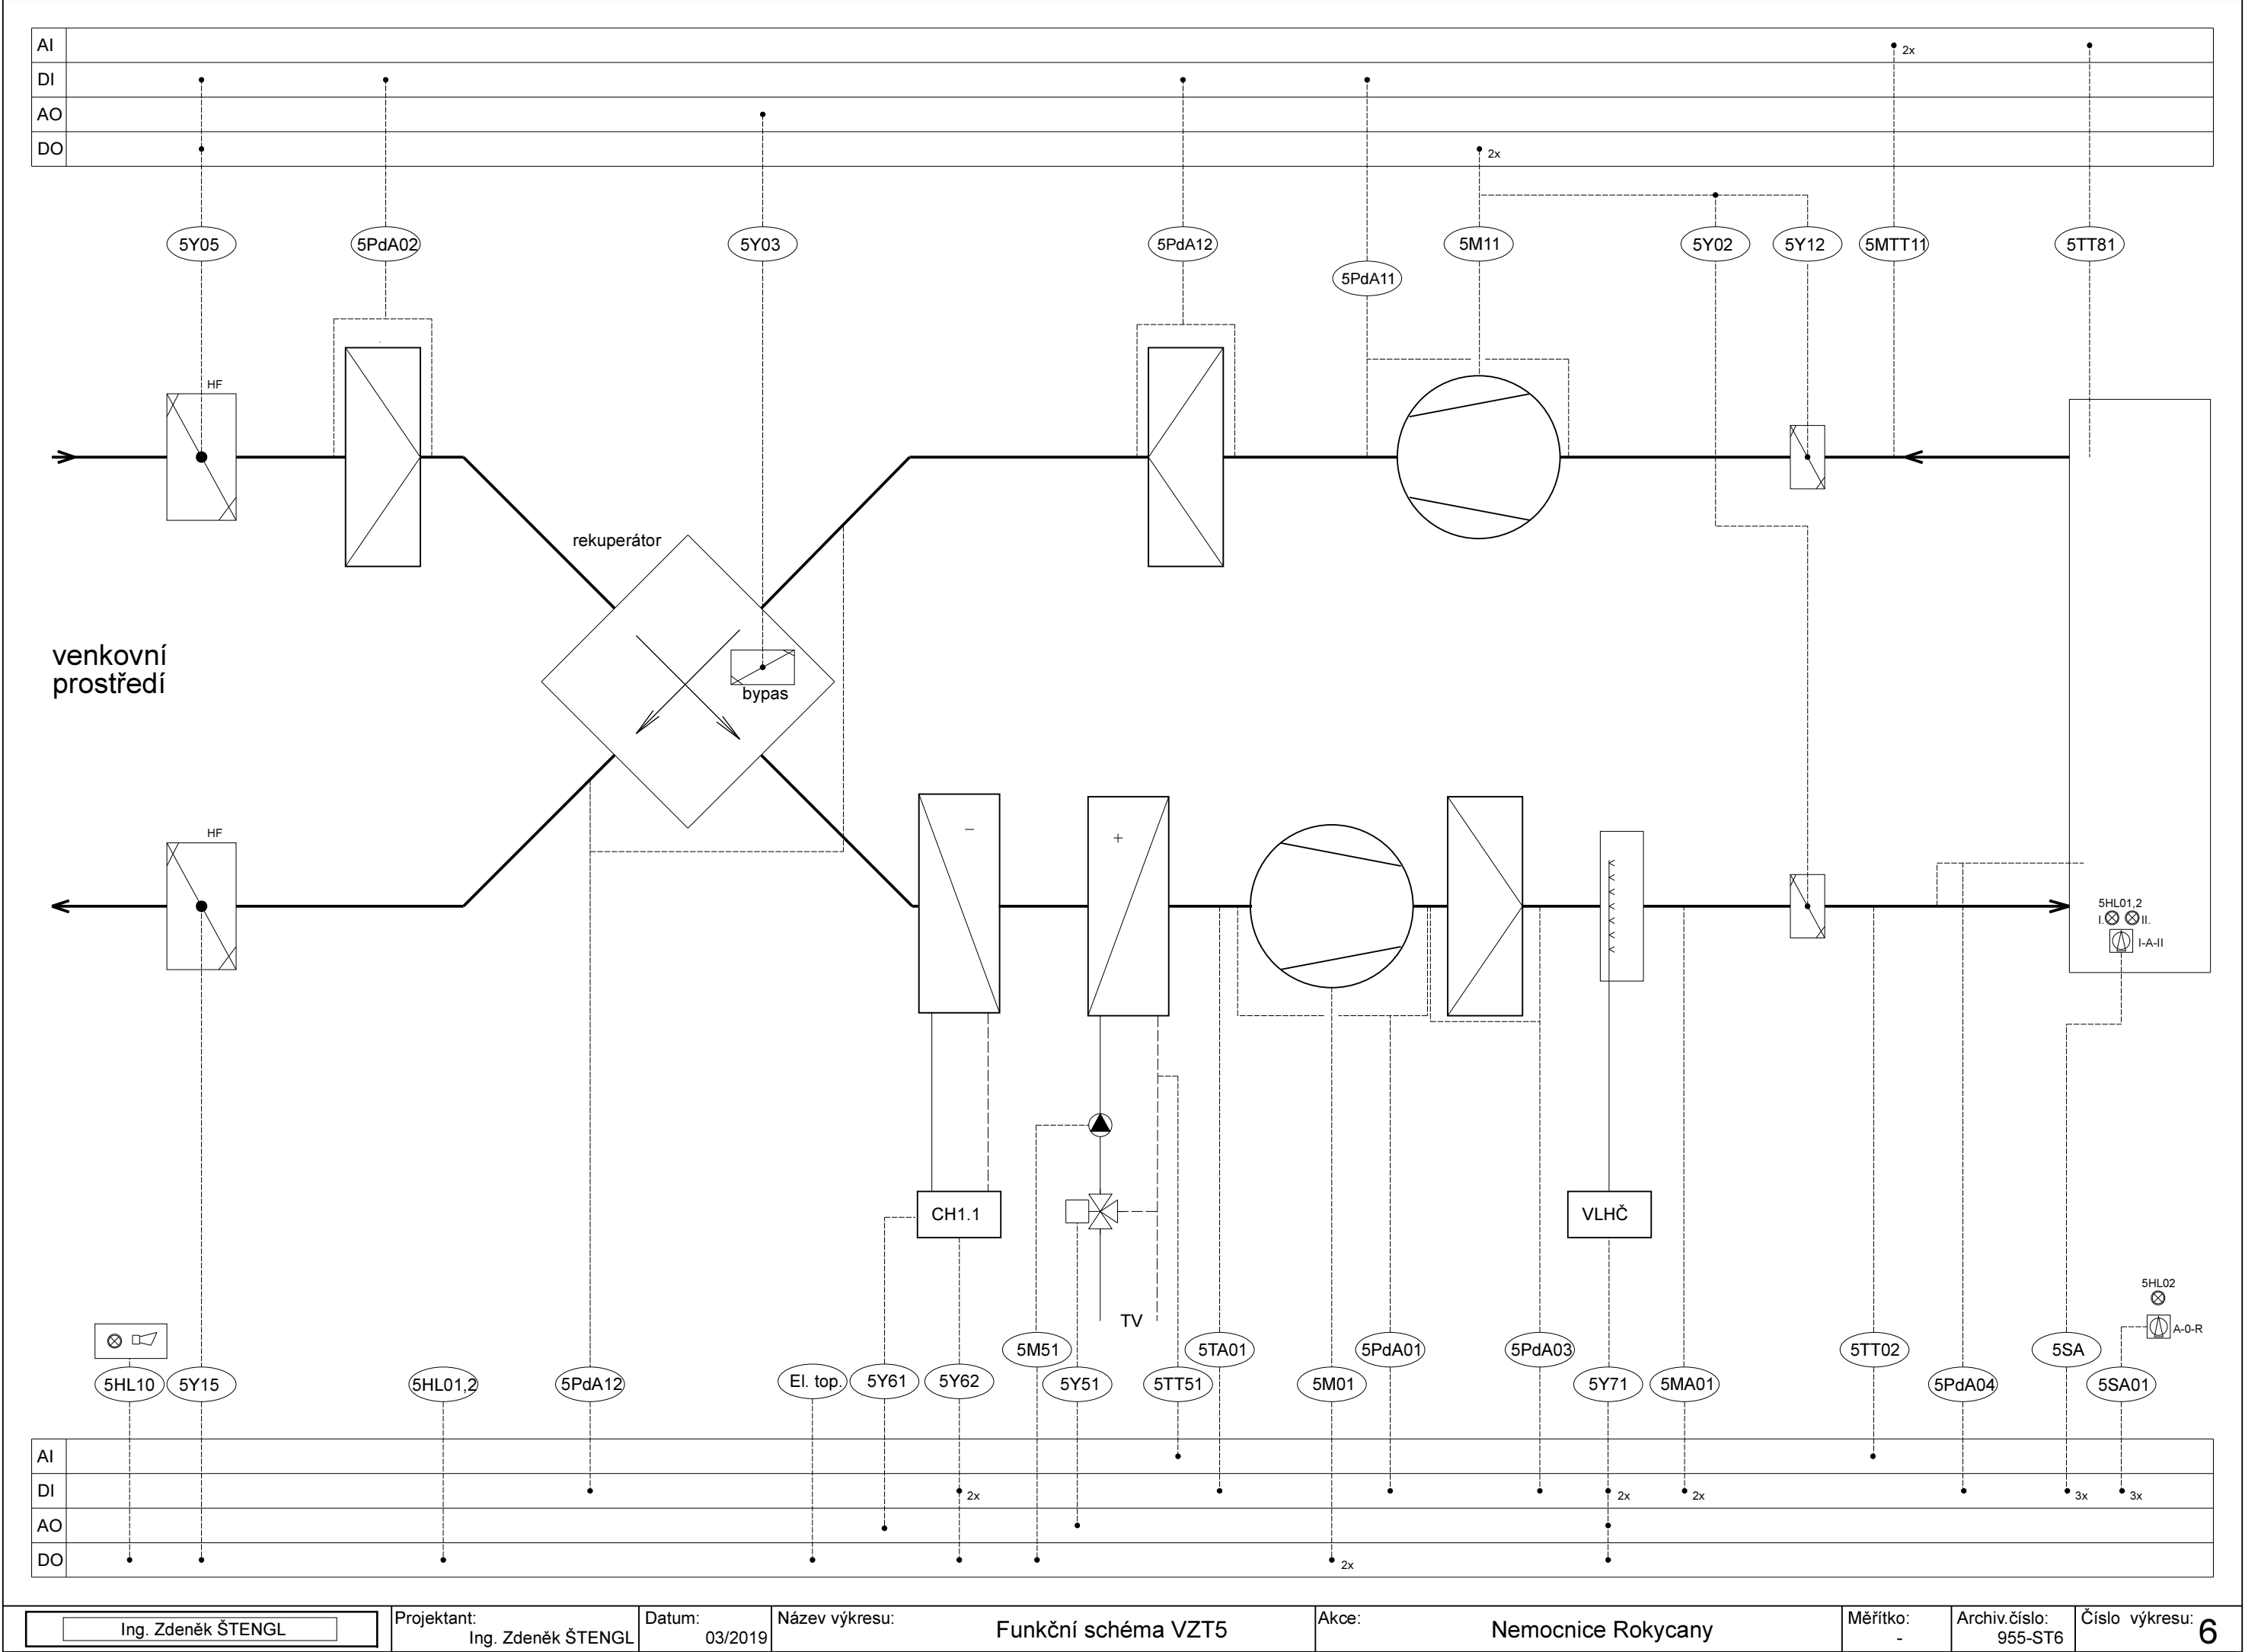 AI
2x
DI
AO
DO
2x
5Y05
5PdA02
5Y03
5PdA12
5M11
5Y02
5Y12
5MTT11
5TT81
5PdA11
HF
rekuperátor
venkovní
prostředí
bypas
HF
–
+
5HL01,2
I.
II.
I-A-II
CH1.1
VLHČ
5HL02
TV
A-0-R
5M51
5TA01
5PdA01
5PdA03
5TT02
5SA
5HL10
5Y15
5HL01,2
5PdA12
El. top.
5Y61
5Y62
5Y51
5TT51
5M01
5Y71
5MA01
5PdA04
5SA01
AI
DI
2x
2x
2x
3x
3x
AO
DO
2x
Ing. Zdeněk ŠTENGL
Projektant:
Ing. Zdeněk ŠTENGL
Datum:
03/2019
Název výkresu:
Funkční schéma VZT5
Akce:
Nemocnice Rokycany
Měřítko:
-
Archiv.číslo:
955-ST6
Číslo výkresu:
6